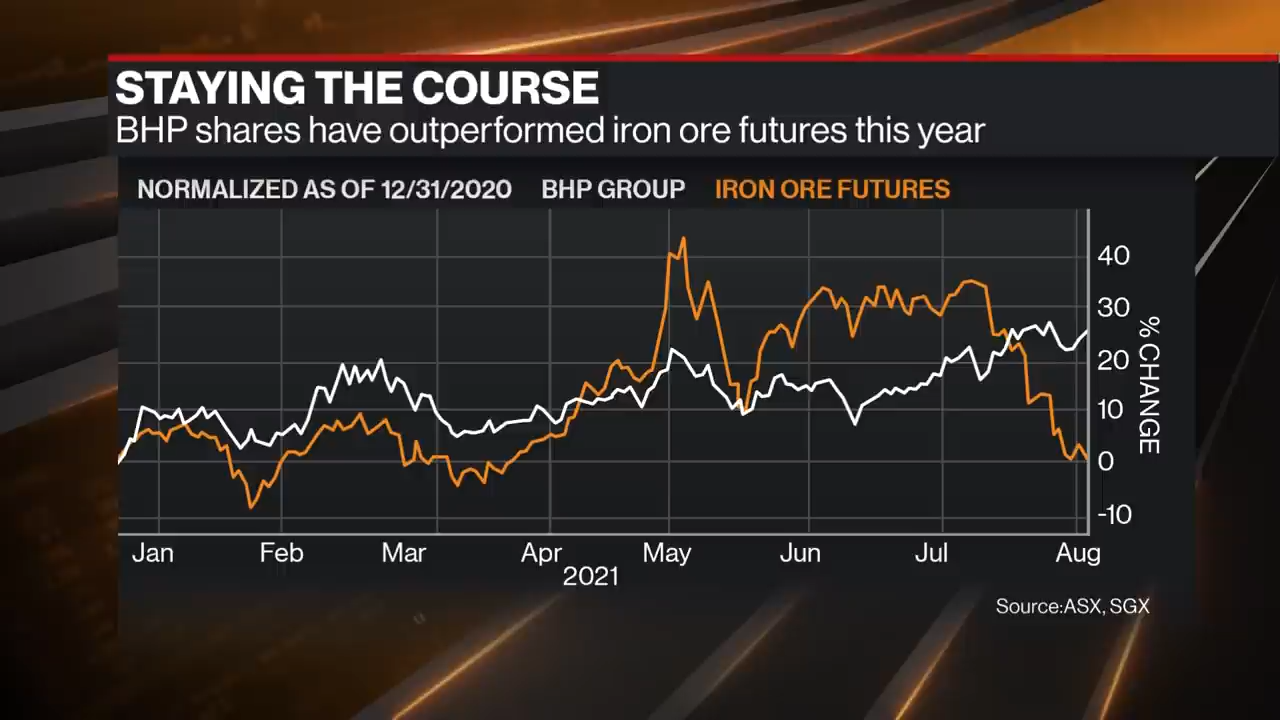 STAYING THE COURSE
BHP shares have outperformed iron ore futures this year
NORMALIZED AS OF 12/31/2020 BHP GROUP IRON ORE FUTURES
40
30
20
10
0
-10
% CHANGE
Jan Feb Mar Apr May Jun Jul Aug
2021
Source:ASX, SGX